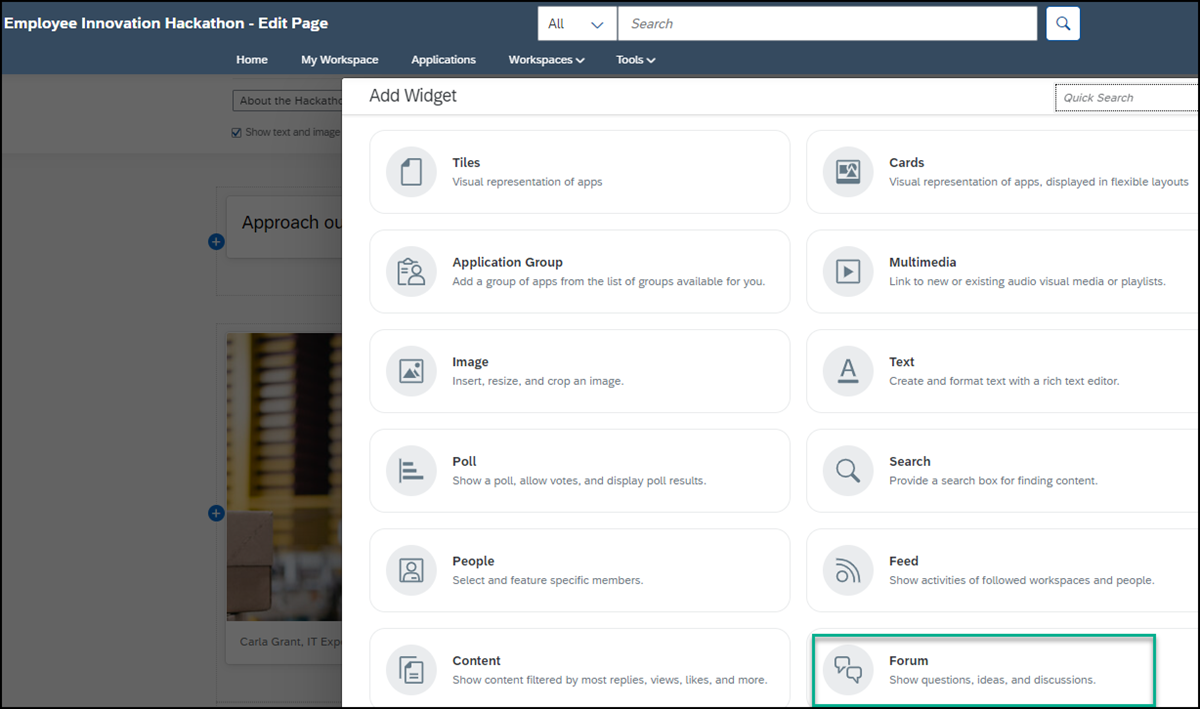 Employee Innovation Hackathon - Edit Page
All
Search
Home
My Workspace
Applications
Workspaces
Tools
About the Hackatho
Show text and image
Approach ou
Carla Grant, IT Exp
Add Widget
Quick Search
Tiles
Visual representation of apps
Cards
Visual representation of apps, displayed in flexible layouts
Application Group
Add a group of apps from the list of groups available for you.
Multimedia
Link to new or existing audio visual media or playlists.
Image
Insert, resize, and crop an image.
Text
Create and format text with a rich text editor.
Poll
Show a poll, allow votes, and display poll results.
Search
Provide a search box for finding content.
People
Select and feature specific members.
Feed
Show activities of followed workspaces and people.
Content
Show content filtered by most replies, views, likes, and more.
Forum
Show questions, ideas, and discussions.